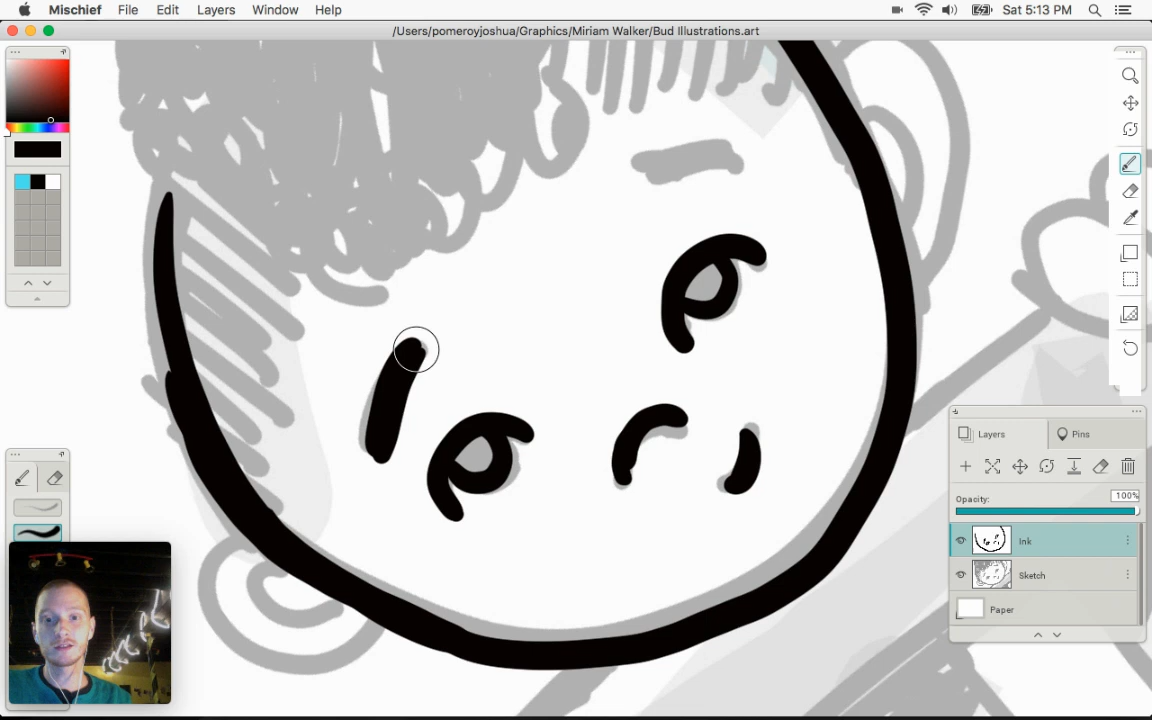 Mischief File Edit Layers Window Help Sat 5:13 PM
/Users/pomeroyjoshua/Graphics/Miriam Walker/Bud Illustrations.art
Layers Pins
Opacity: 100%
Ink
Sketch
Paper